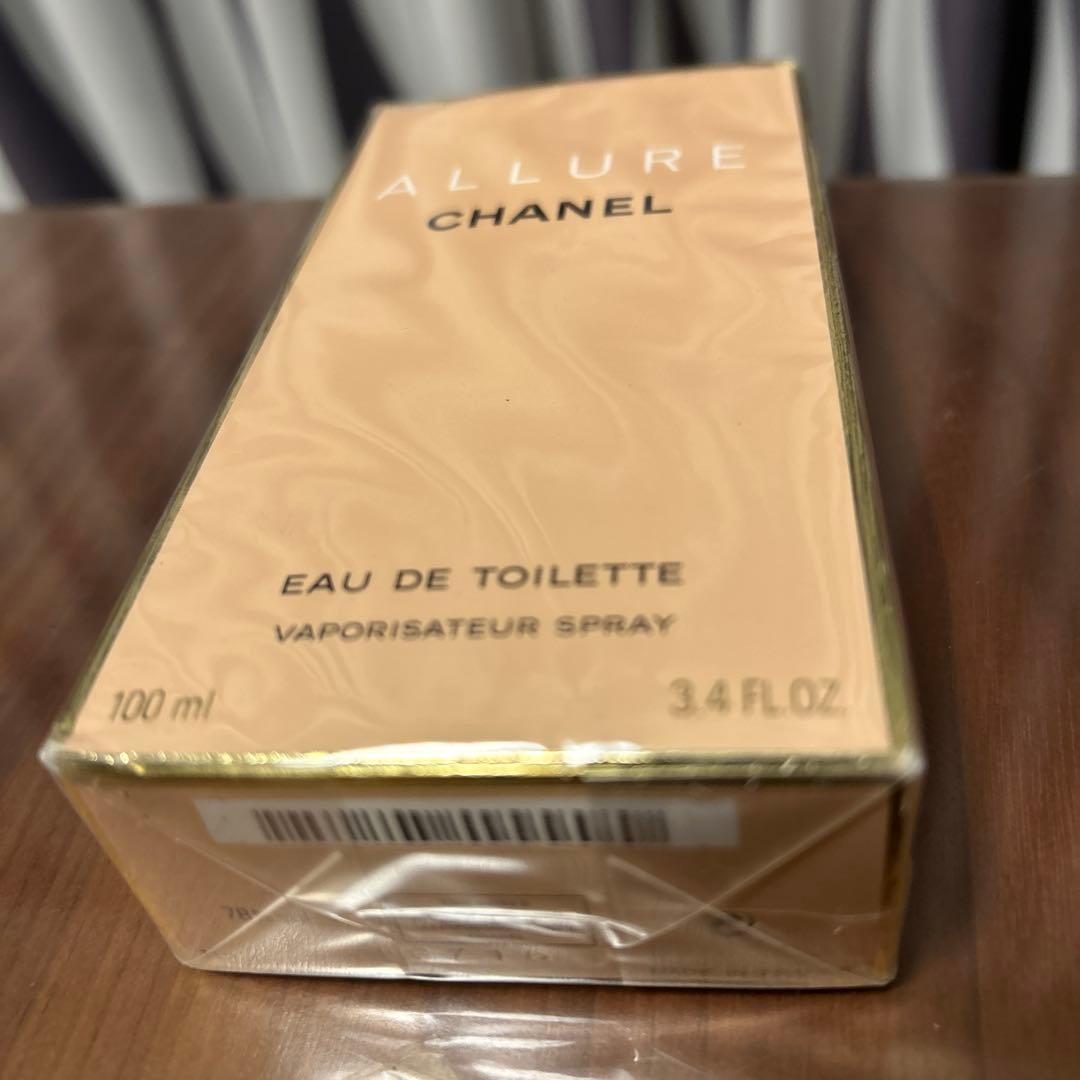 ALLURE
CHANEL
EAU DE TOILETTE
VAPORISATEUR SPRAY
100 ml
3.4 FL.OZ.